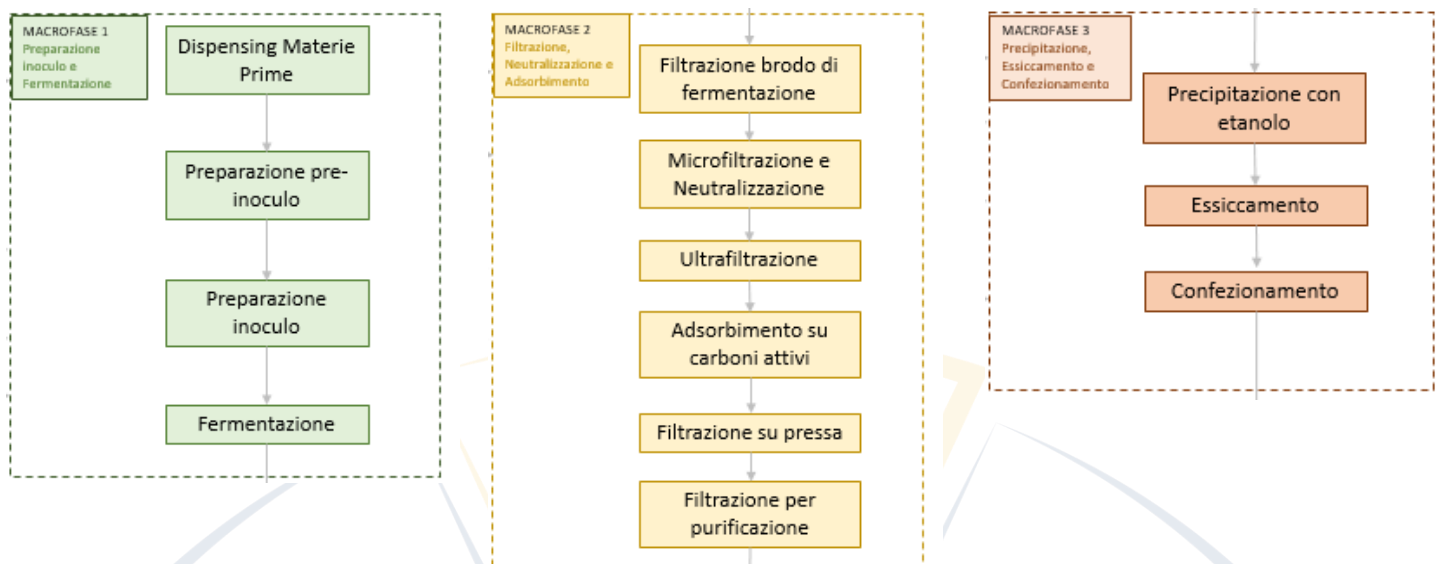 MACROFASE 1
Preparazione
inoculo e
Fermentazione
Dispensing Materie
Prime
Preparazione pre-
inoculo
Preparazione
inoculo
Fermentazione
MACROFASE 2
Filtrazione,
Neutralizzazione e
Adsorbimento
Filtrazione brodo di
fermentazione
Microfiltrazione e
Neutralizzazione
Ultrafiltrazione
Adsorbimento su
carboni attivi
Filtrazione su pressa
Filtrazione per
purificazione
MACROFASE 3
Precipitazione,
Essiccamento e
Confezionamento
Precipitazione con
etanolo
Essiccamento
Confezionamento